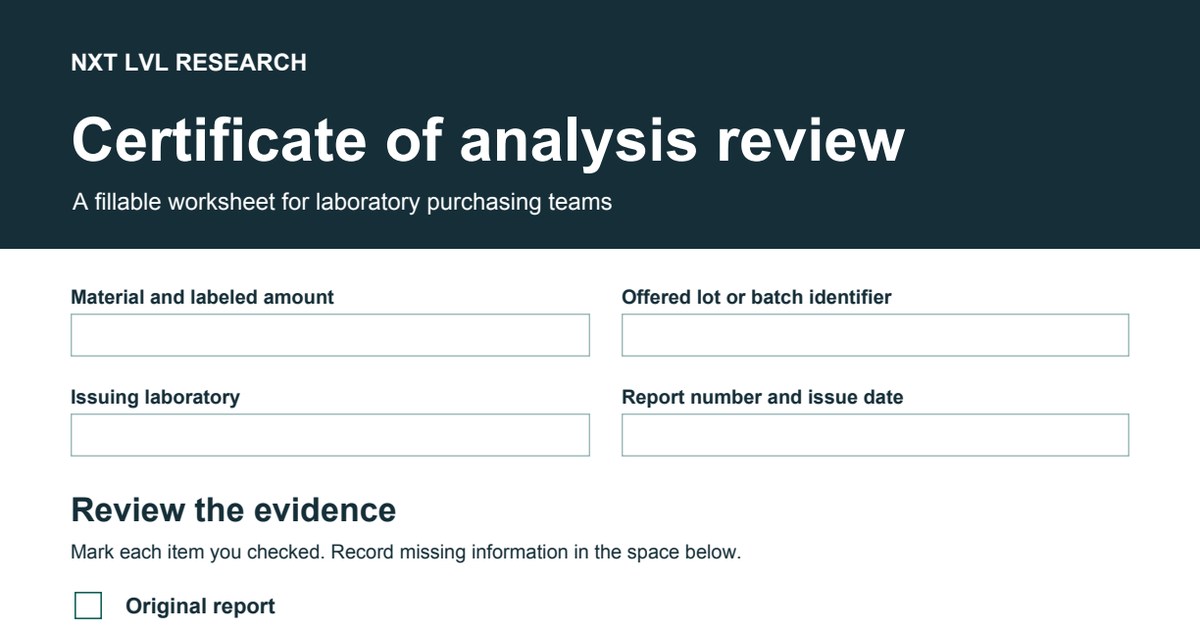 NXT LVL RESEARCH
Certificate of analysis review
A fillable worksheet for laboratory purchasing teams
Material and labeled amount
Offered lot or batch identifier
Issuing laboratory
Report number and issue date
Review the evidence
Mark each item you checked. Record missing information in the space below.
Original report